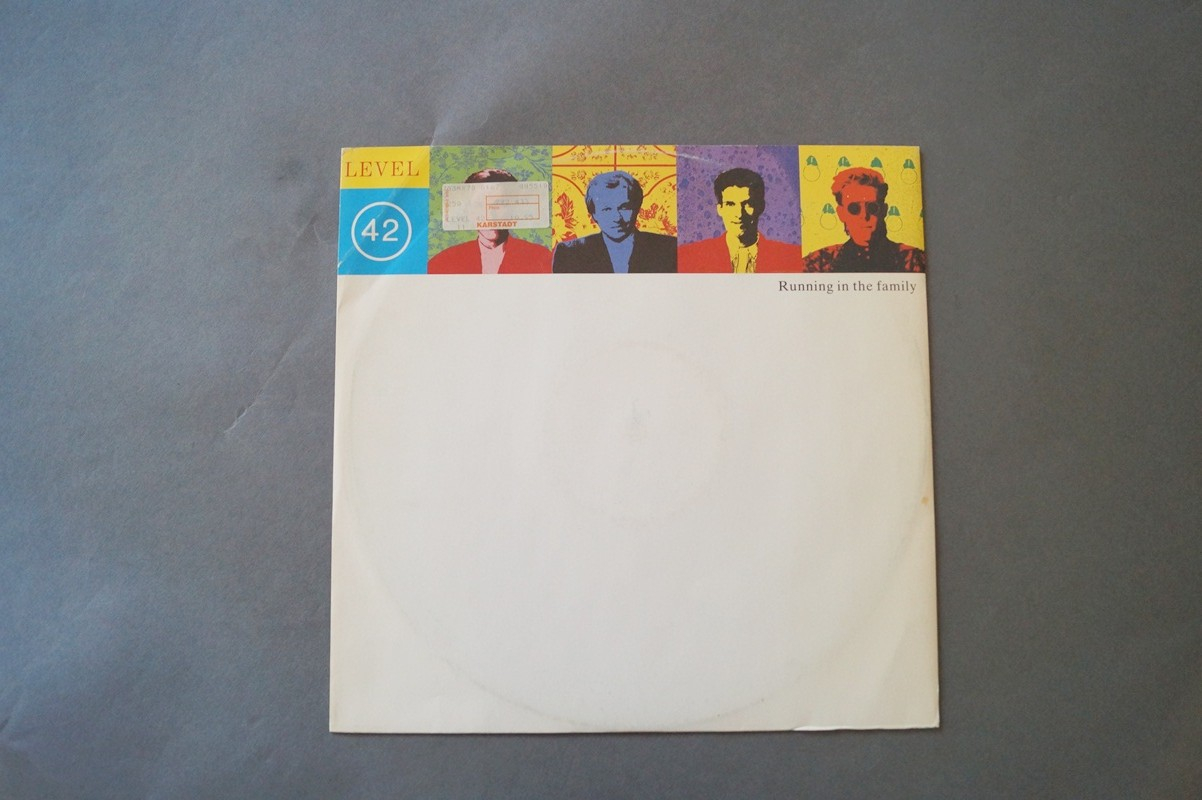 LEVEL
42
KARSTADT
Running in the family